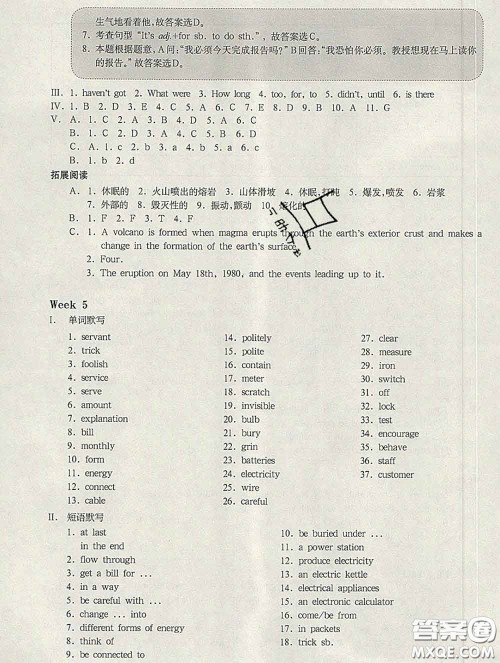 生气地看着他,故答案选D。
7. 考查句型“It's adj.+for sb. to do sth.”,故答案选C。
8. 本题根据题意,A问:“我必须今天完成报告吗?”B回答:“我恐怕你必须。教授想现在马上读你的报告。”故答案选D。
III. 1. haven't got 2. What were 3. How long 4. too, for, to 5. didn't, until 6. is there
IV. 1. B 2. D 3. E 4. C 5. A 6. I 7. F 8. H 9. J 10. A 11. G
V. A. 1. C 2. A 3. D 4. B
B. 1. C 2. A 3. C 4. D 5. A 6. B
C. A. 1. c 2. d 3. a 4. b
B. 1. b 2. d
拓展阅读
A. 1. 休眠的 2. 火山喷出的熔岩 3. 山体滑坡 4. 休眠,打盹 5. 爆发,喷发 6. 岩浆
7. 外部的 8. 毁灭性的 9. 振动,颤动 10.
B. 1. F 2. F 3. T 4. F
C. 1. A volcano is formed when magma erupts through the earth's exterior crust and makes a
change in the formation of the earth's surface.
2. Four.
3. The eruption on May 18th, 1980, and the events leading up to it.
Week 5
I. 单词默写
1. servant
2. trick
3. foolish
4. service
5. serve
6. amount
7. explanation
8. bill
9. monthly
10. form
11. energy
12. connect
13. cable
14. politely
15. polite
16. contain
17. meter
18. scratch
19. invisible
20. bulb
21. bury
22. grin
23. batteries
24. electricity
25. wire
26. careful
27. clear
28. measure
29. iron
30. switch
31. off
32. lock
33. test
34. encourage
35. behave
36. staff
37. customer
II. 短语默写
1. at last
in the end
2. flow through
3. get a bill for ...
4. move in
5. be careful with ...
6. change ... into
7. different forms of energy
8. think of
9. be connected to
10. be buried under ...
11. a power station
12. produce electricity
13. an electric kettle
14. electrical appliances
15. an electronic calculator
16. come from
17. in packets
18. trick sb.
答案圈
MXQE.COM